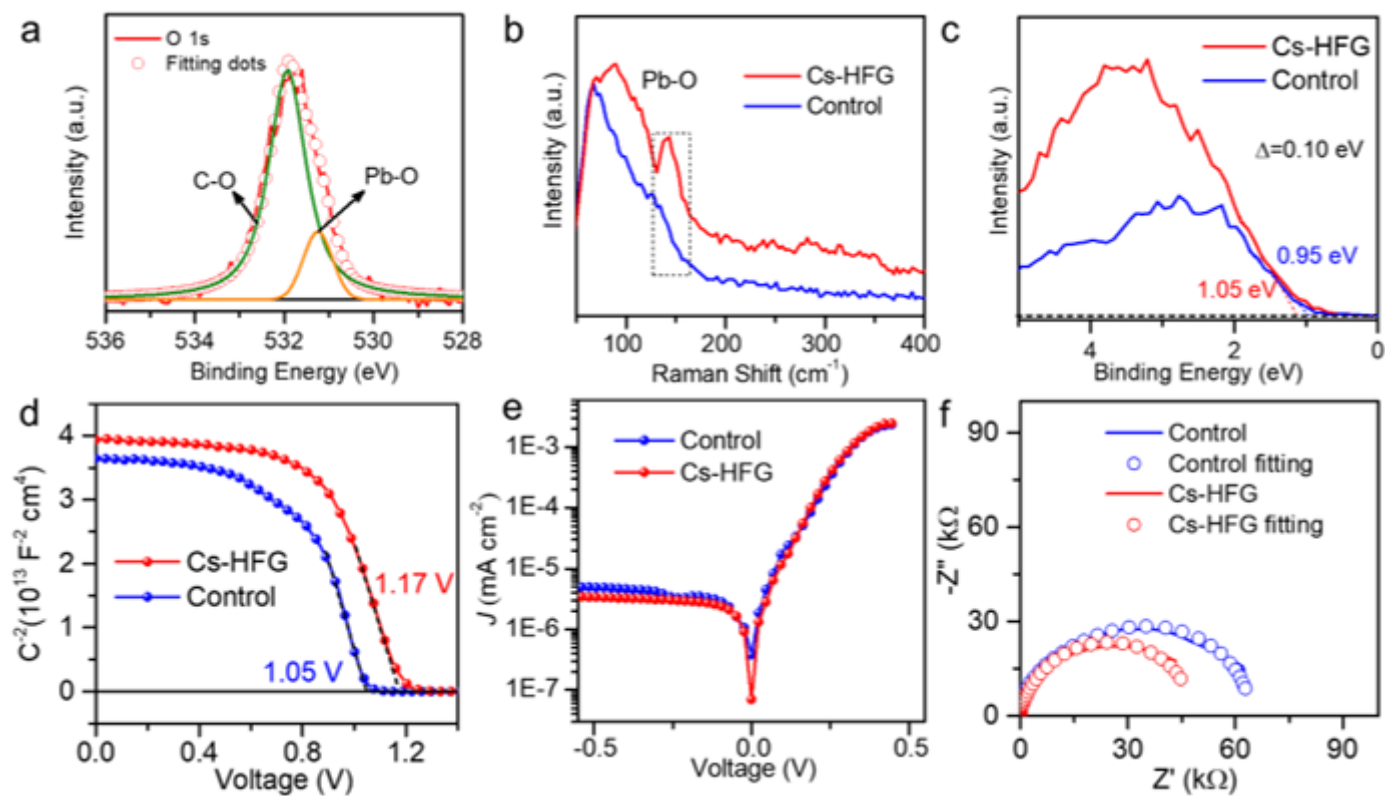 a
O 1s
Fitting dots
C-O
Pb-O
Intensity (a.u.)
536 534 532 530 528
Binding Energy (eV)
b
Pb-O
Cs-HFG
Control
Intensity (a.u.)
100 200 300 400
Raman Shift (cm⁻¹)
c
Cs-HFG
Control
Δ=0.10 eV
0.95 eV
1.05 eV
Intensity (a.u.)
4 2 0
Binding Energy (eV)
d
C⁻²(10¹³ F⁻² cm⁴)
4
3
2
1
0
Cs-HFG
Control
1.17 V
1.05 V
0.0 0.4 0.8 1.2
Voltage (V)
e
J (mA cm⁻²)
1E-3
1E-4
1E-5
1E-6
1E-7
Control
Cs-HFG
-0.5 0.0 0.5
Voltage (V)
f
-Z'' (kΩ)
90
60
30
0
Control
Control fitting
Cs-HFG
Cs-HFG fitting
0 30 60 90
Z' (kΩ)